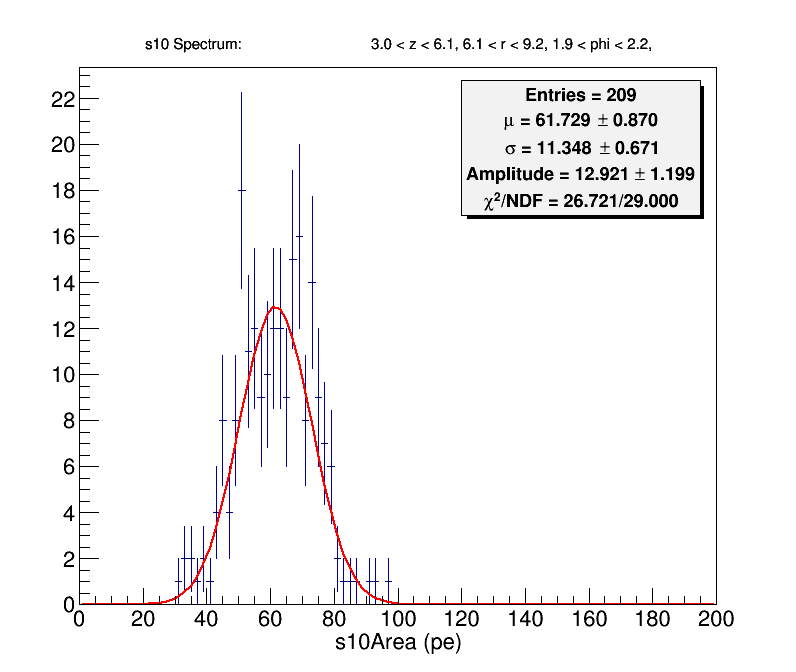 s10 Spectrum: 3.0 < z < 6.1, 6.1 < r < 9.2, 1.9 < phi < 2.2,
Entries = 209
μ = 61.729 ± 0.870
σ = 11.348 ± 0.671
Amplitude = 12.921 ± 1.199
χ²/NDF = 26.721/29.000
22
20
18
16
14
12
10
8
6
4
2
0
0 20 40 60 80 100 120 140 160 180 200
s10Area (pe)